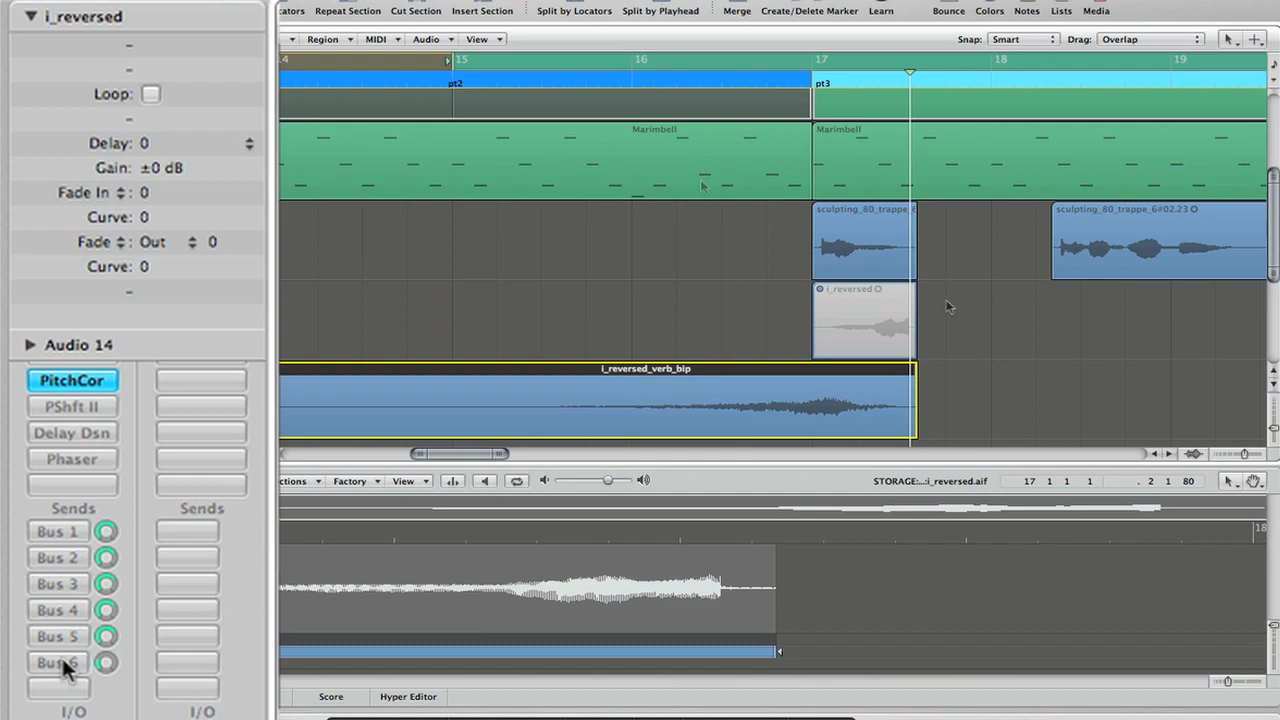 i_reversed
-
-
Loop:
-
Delay: 0
Gain: ±0 dB
Fade In : 0
Curve: 0
Fade : Out 0
Curve: 0
-
Audio 14
PitchCor
PShft II
Delay Dsn
Phaser
Sends
Sends
Bus 1
Bus 2
Bus 3
Bus 4
Bus 5
Bus 6
I/O
I/O
Repeat Section Cut Section Insert Section Split by Locators Split by Playhead Merge Create/Delete Marker Learn Bounce Colors Notes Lists Media
Region MIDI Audio View Snap: Smart Drag: Overlap
14 15 16 17 18 19
pt2 pt3
Marimbell Marimbell
sculpting_80_trappe_6 sculpting_80_trappe_6#02.23
i_reversed
i_reversed_verb_bip
Factory View STORAGE:...:i_reversed.aif 17 1 1 1 . 2 1 80
18
Score Hyper Editor